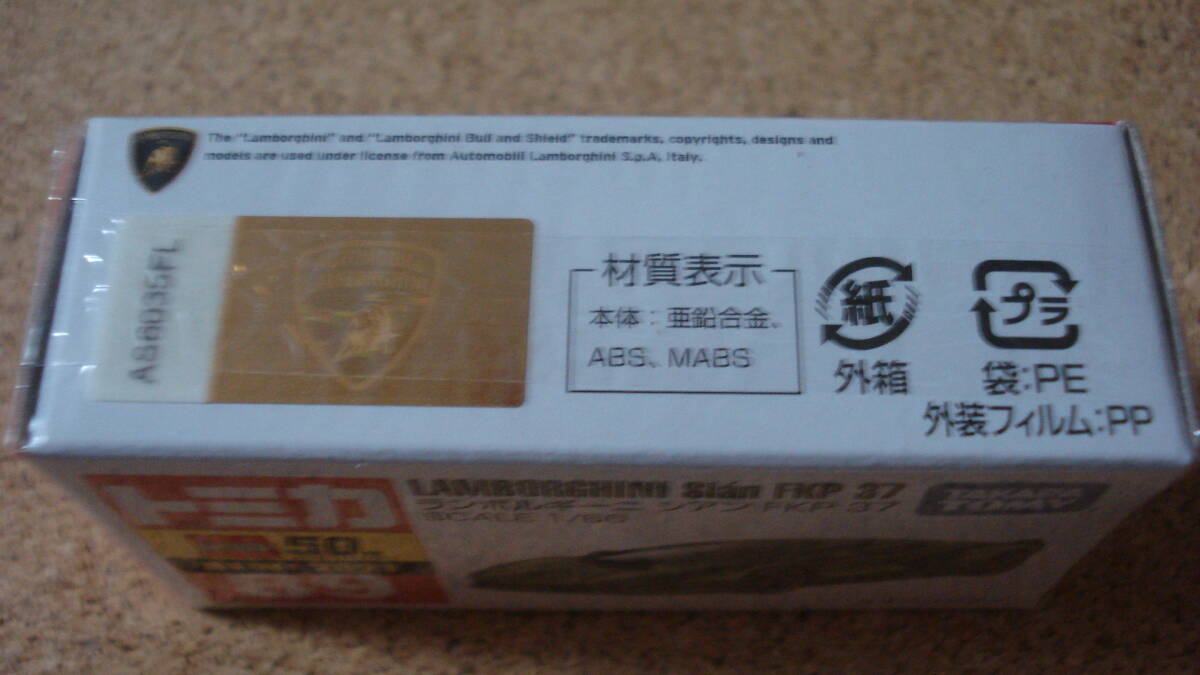 The "Lamborghini" and "Lamborghini Bull and Shield" trademarks, copyrights, designs and
models are used under license from Automobili Lamborghini S.p.A, Italy.
A86035FL
材質表示
本体:亜鉛合金、
ABS、MABS
紙
外箱
プラ
袋:PE
外装フィルム:PP
トミカ
50
LAMBORGHINI Sián FKP 37
ランボルギーニ シアン FKP 37
SCALE 1/66
TAKARA
TOMY